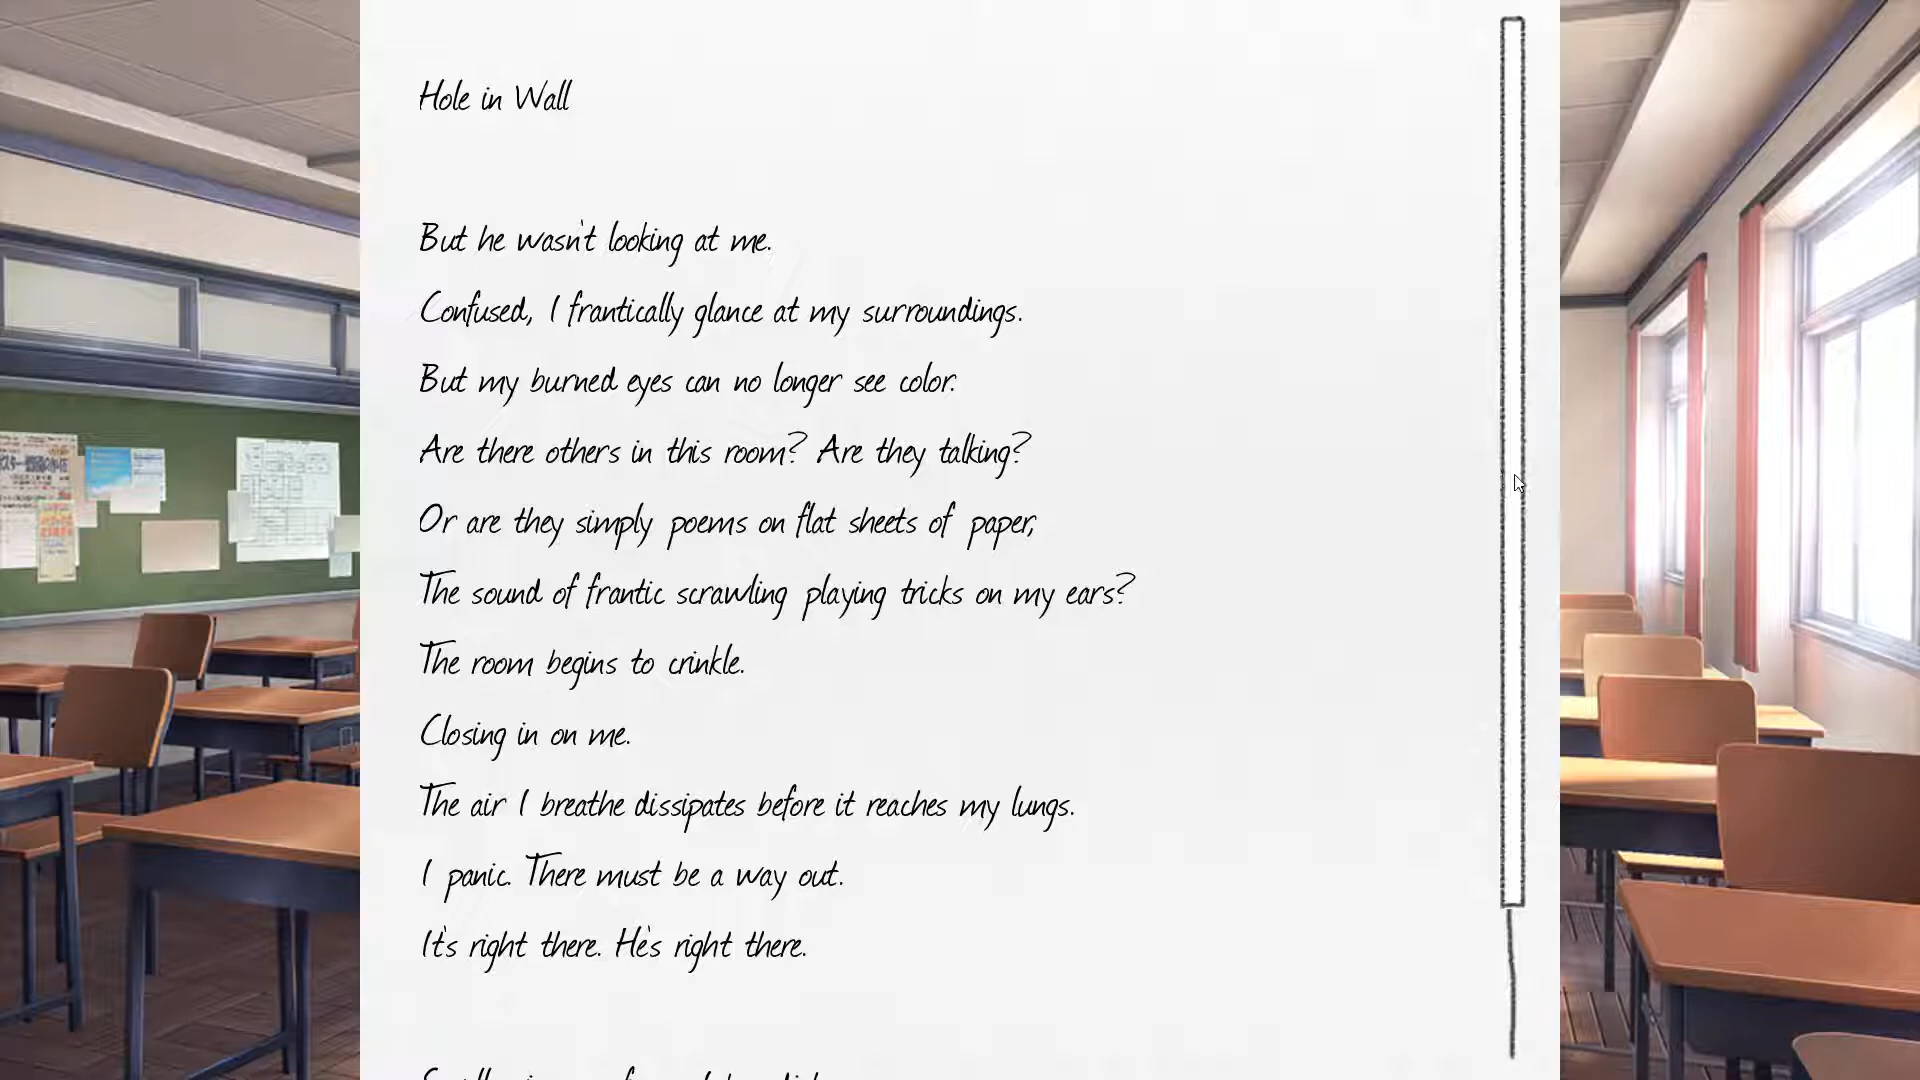 Hole in Wall
But he wasn't looking at me.
Confused, I frantically glance at my surroundings.
But my burned eyes can no longer see color.
Are there others in this room? Are they talking?
Or are they simply poems on flat sheets of paper,
The sound of frantic scrawling playing tricks on my ears?
The room begins to crinkle.
Closing in on me.
The air I breathe dissipates before it reaches my lungs.
I panic. There must be a way out.
It's right there. He's right there.